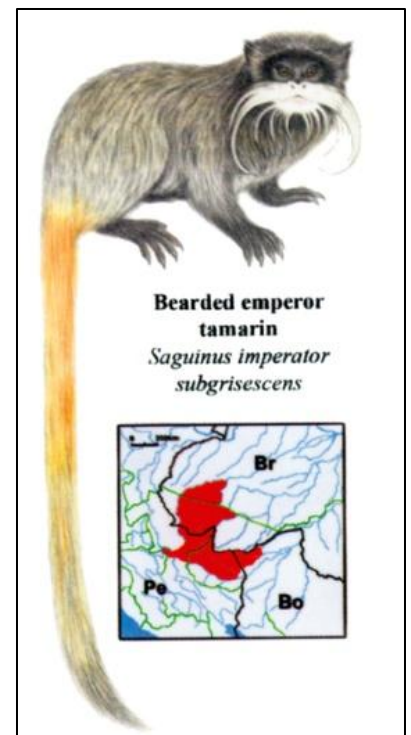 Bearded emperor
tamarin
Saguinus imperator
subgrisescens
Br
Pe
Bo